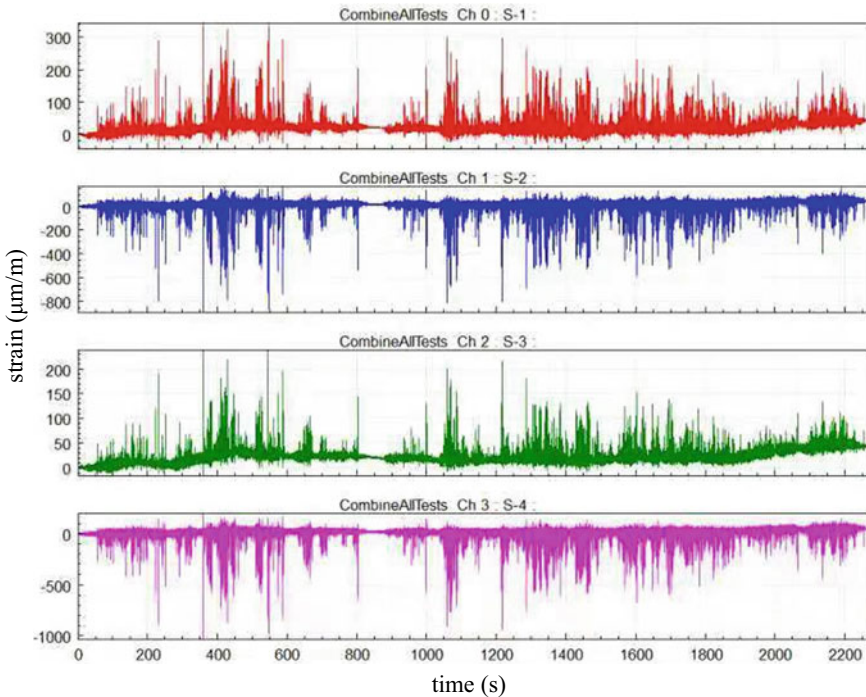 CombineAllTests Ch 0 : S-1 :
300
200
100
0
CombineAllTests Ch 1 : S-2 :
0
-200
-400
-600
-800
CombineAllTests Ch 2 : S-3 :
200
150
100
50
0
CombineAllTests Ch 3 : S-4 :
0
-500
-1000
0 200 400 600 800 1000 1200 1400 1600 1800 2000 2200
strain (μm/m)
time (s)